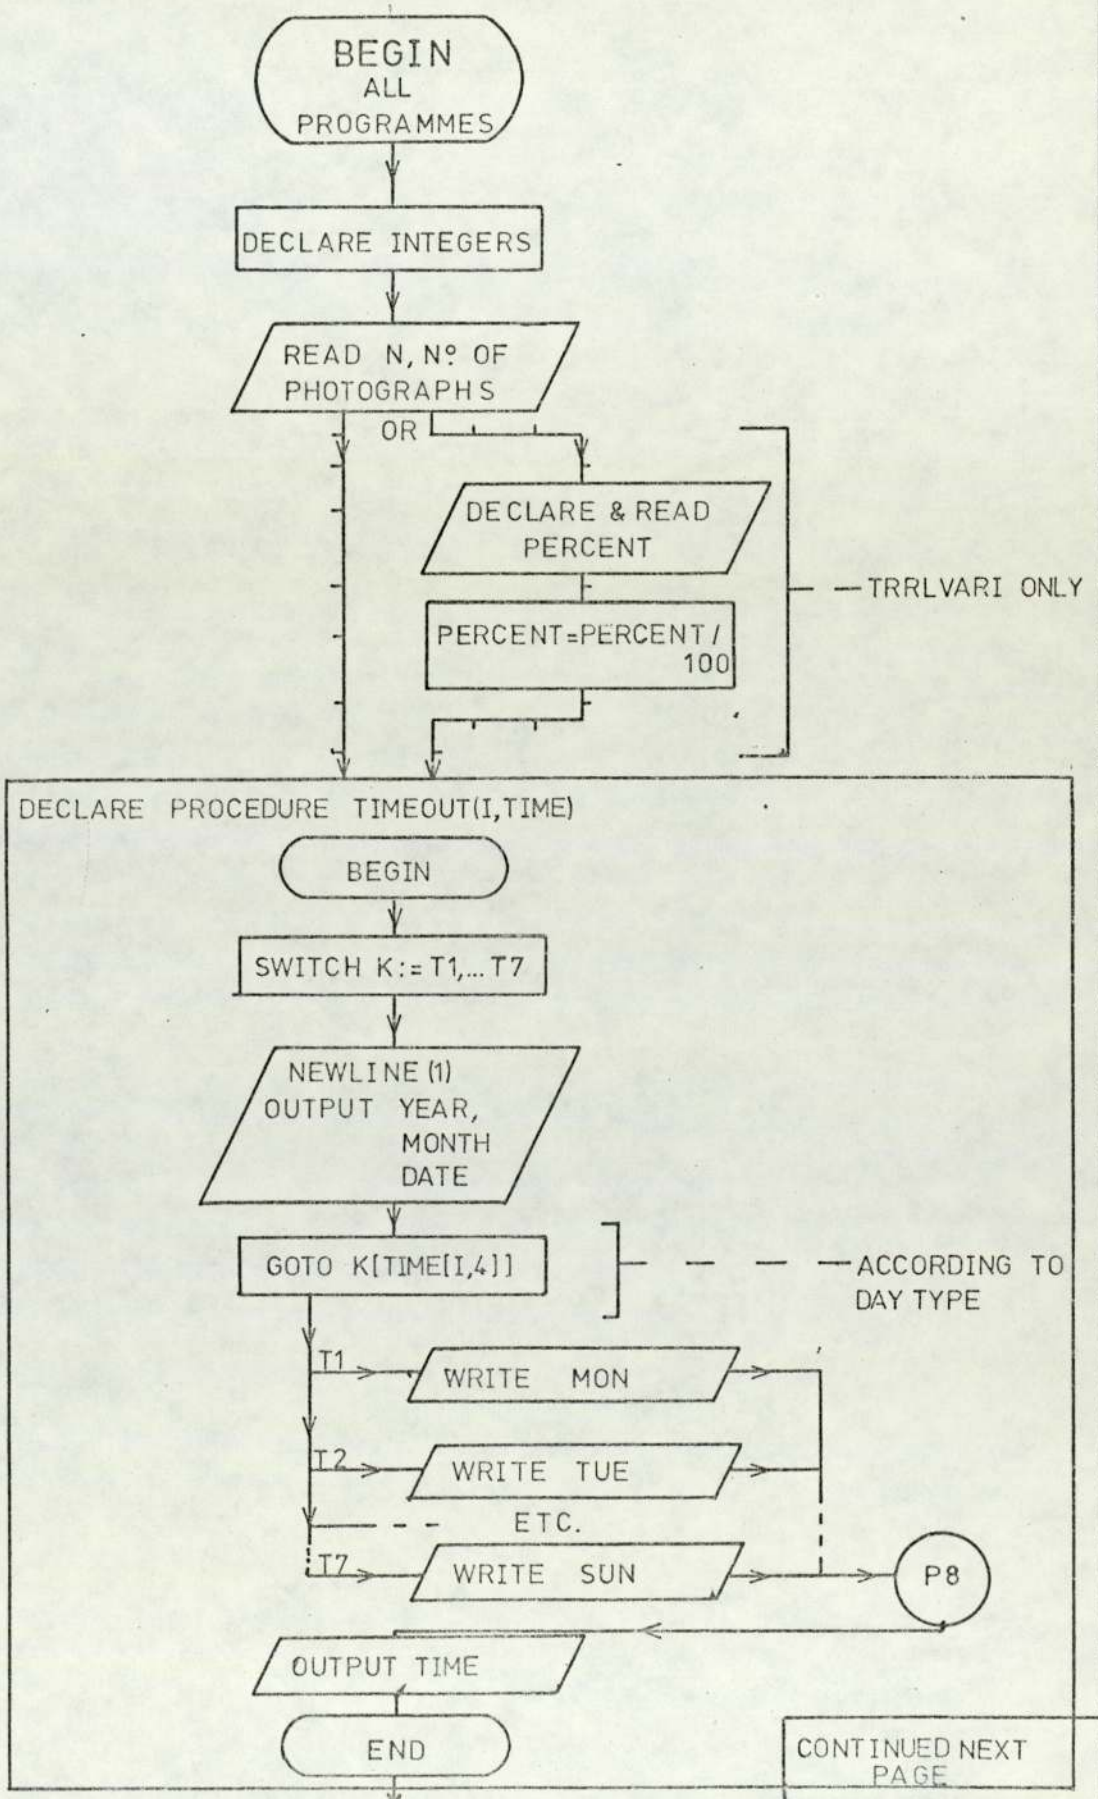 BEGIN
ALL
PROGRAMMES
DECLARE INTEGERS
READ N, Nº OF
PHOTOGRAPHS
OR
DECLARE & READ
PERCENT
PERCENT=PERCENT/
100
TRRLVARI ONLY
DECLARE PROCEDURE TIMEOUT(I,TIME)
BEGIN
SWITCH K:=T1,...T7
NEWLINE (1)
OUTPUT YEAR,
MONTH
DATE
GOTO K[TIME[I,4]]
ACCORDING TO
DAY TYPE
T1
WRITE MON
T2
WRITE TUE
ETC.
T7
WRITE SUN
P8
OUTPUT TIME
END
CONTINUED NEXT
PAGE